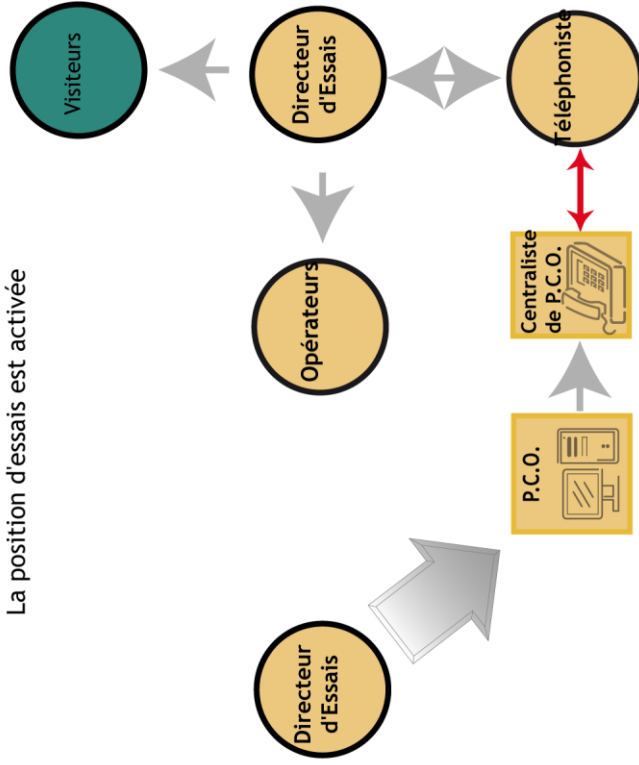 La position d'essais est activée
Directeur
d'Essais
P.C.O.
Centraliste
de P.C.O.
Téléphoniste
Directeur
d'Essais
Opérateurs
Visiteurs